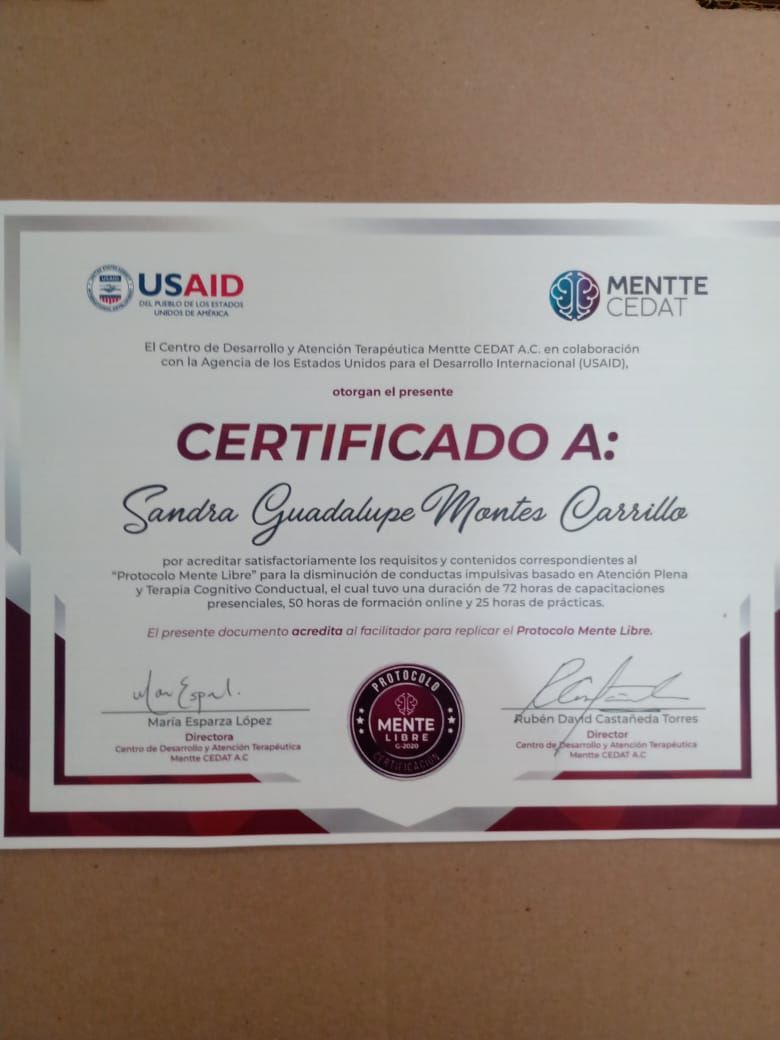 USAID
DEL PUEBLO DE LOS ESTADOS
UNIDOS DE AMÉRICA
MENTTE
CEDAT
El Centro de Desarrollo y Atención Terapéutica Mentte CEDAT A.C. en colaboración
con la Agencia de los Estados Unidos para el Desarrollo Internacional (USAID),
otorgan el presente
CERTIFICADO A:
Sandra Guadalupe Montes Carrillo
por acreditar satisfactoriamente los requisitos y contenidos correspondientes al
"Protocolo Mente Libre" para la disminución de conductas impulsivas basado en Atención Plena
y Terapia Cognitivo Conductual, el cual tuvo una duración de 72 horas de capacitaciones
presenciales, 50 horas de formación online y 25 horas de prácticas.
El presente documento acredita al facilitador para replicar el Protocolo Mente Libre.
María Esparza López
Directora
Centro de Desarrollo y Atención Terapéutica
Mentte CEDAT A.C
PROTOCOLO
MENTE
LIBRE
G-2020
CERTIFICACIÓN
Rubén David Castañeda Torres
Director
Centro de Desarrollo y Atención Terapéutica
Mentte CEDAT A.C